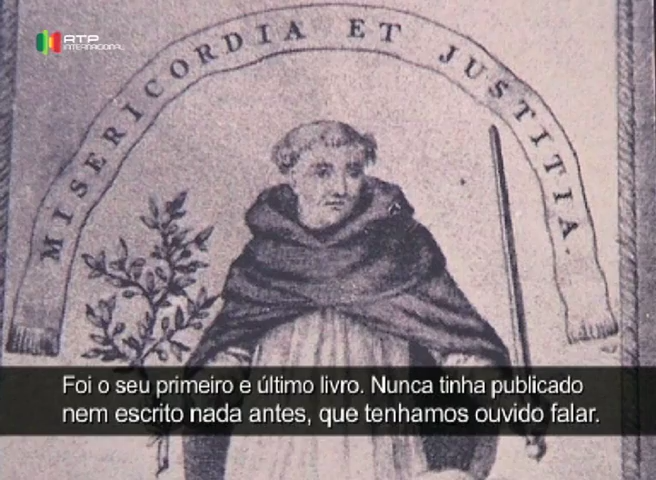 RTP
INTERNACIONAL
MISERICORDIA ET JUSTITIA.
Foi o seu primeiro e último livro. Nunca tinha publicado
nem escrito nada antes, que tenhamos ouvido falar.